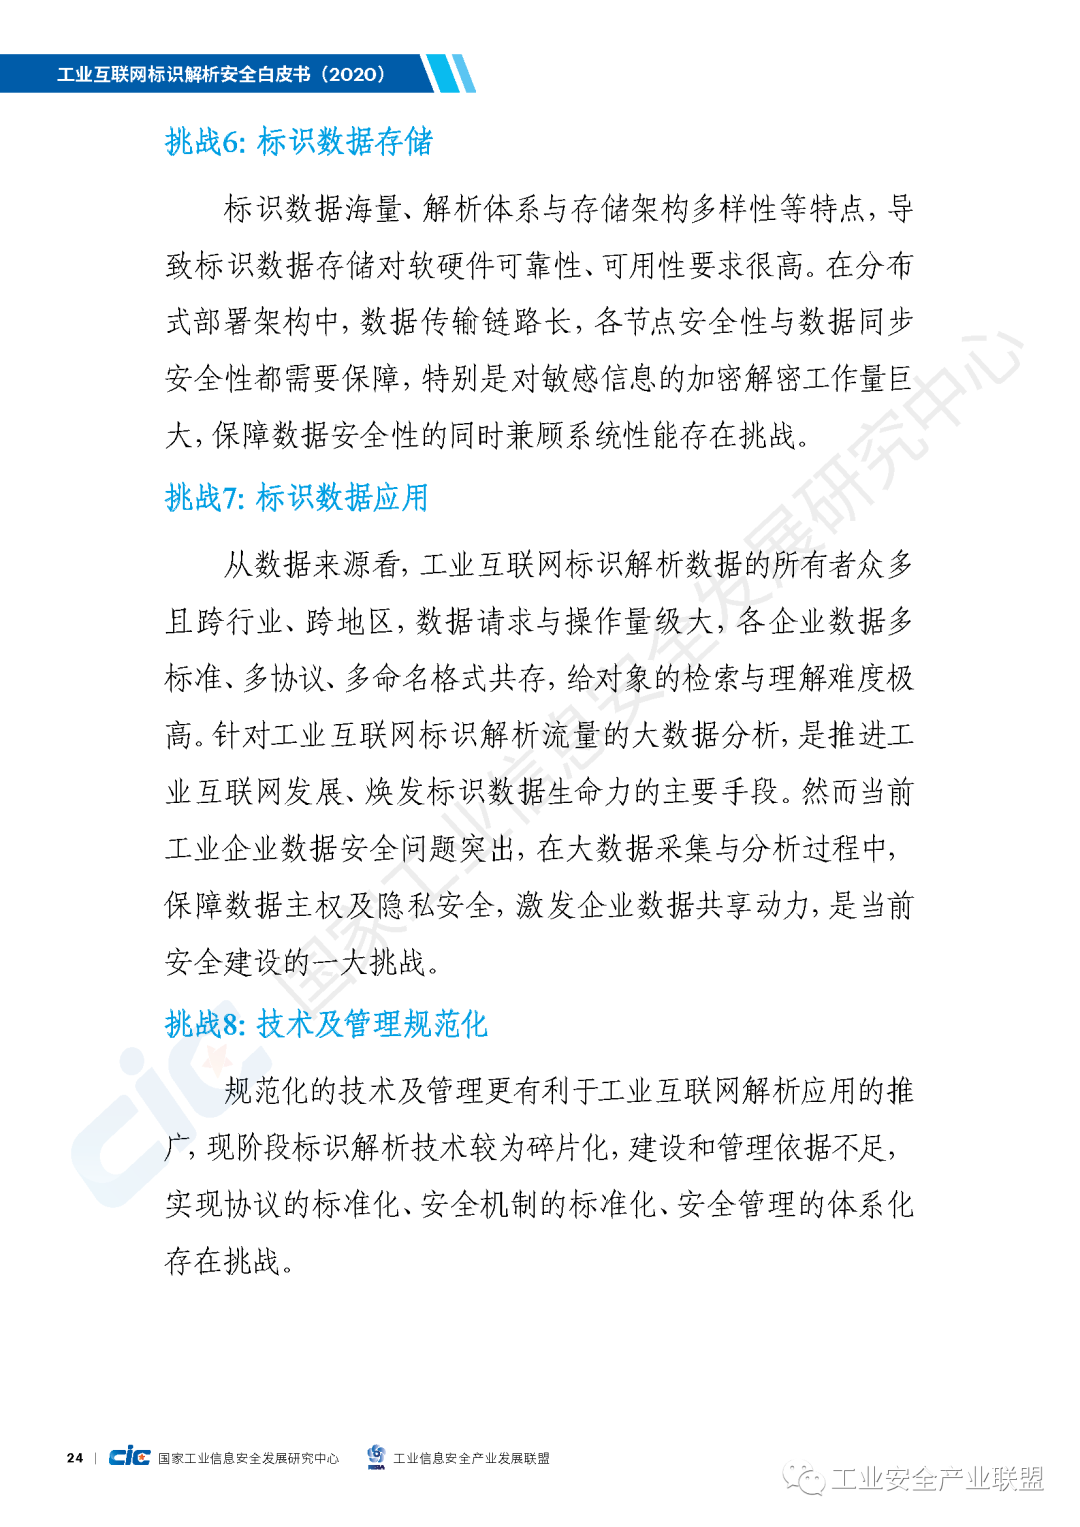 工业互联网标识解析安全白皮书（2020）
挑战6：标识数据存储
标识数据海量、解析体系与存储架构多样性等特点，导
致标识数据存储对软硬件可靠性、可用性要求很高。在分布
式部署架构中，数据传输链路长，各节点安全性与数据同步
安全性都需要保障，特别是对敏感信息的加密解密工作量巨
大，保障数据安全性的同时兼顾系统性能存在挑战。
挑战7：标识数据应用
从数据来源看，工业互联网标识解析数据的所有者众多
且跨行业、跨地区，数据请求与操作量级大，各企业数据多
标准、多协议、多命名格式共存，给对象的检索与理解难度极
高。针对工业互联网标识解析流量的大数据分析，是推进工
业互联网发展、焕发标识数据生命力的主要手段。然而当前
工业企业数据安全问题突出，在大数据采集与分析过程中，
保障数据主权及隐私安全，激发企业数据共享动力，是当前
安全建设的一大挑战。
挑战8：技术及管理规范化
规范化的技术及管理更有利于工业互联网解析应用的推
广，现阶段标识解析技术较为碎片化，建设和管理依据不足，
实现协议的标准化、安全机制的标准化、安全管理的体系化
存在挑战。
国家工业信息安全发展研究中心
CIC
24 | CIC 国家工业信息安全发展研究中心 NISIA 工业信息安全产业发展联盟
工业安全产业联盟